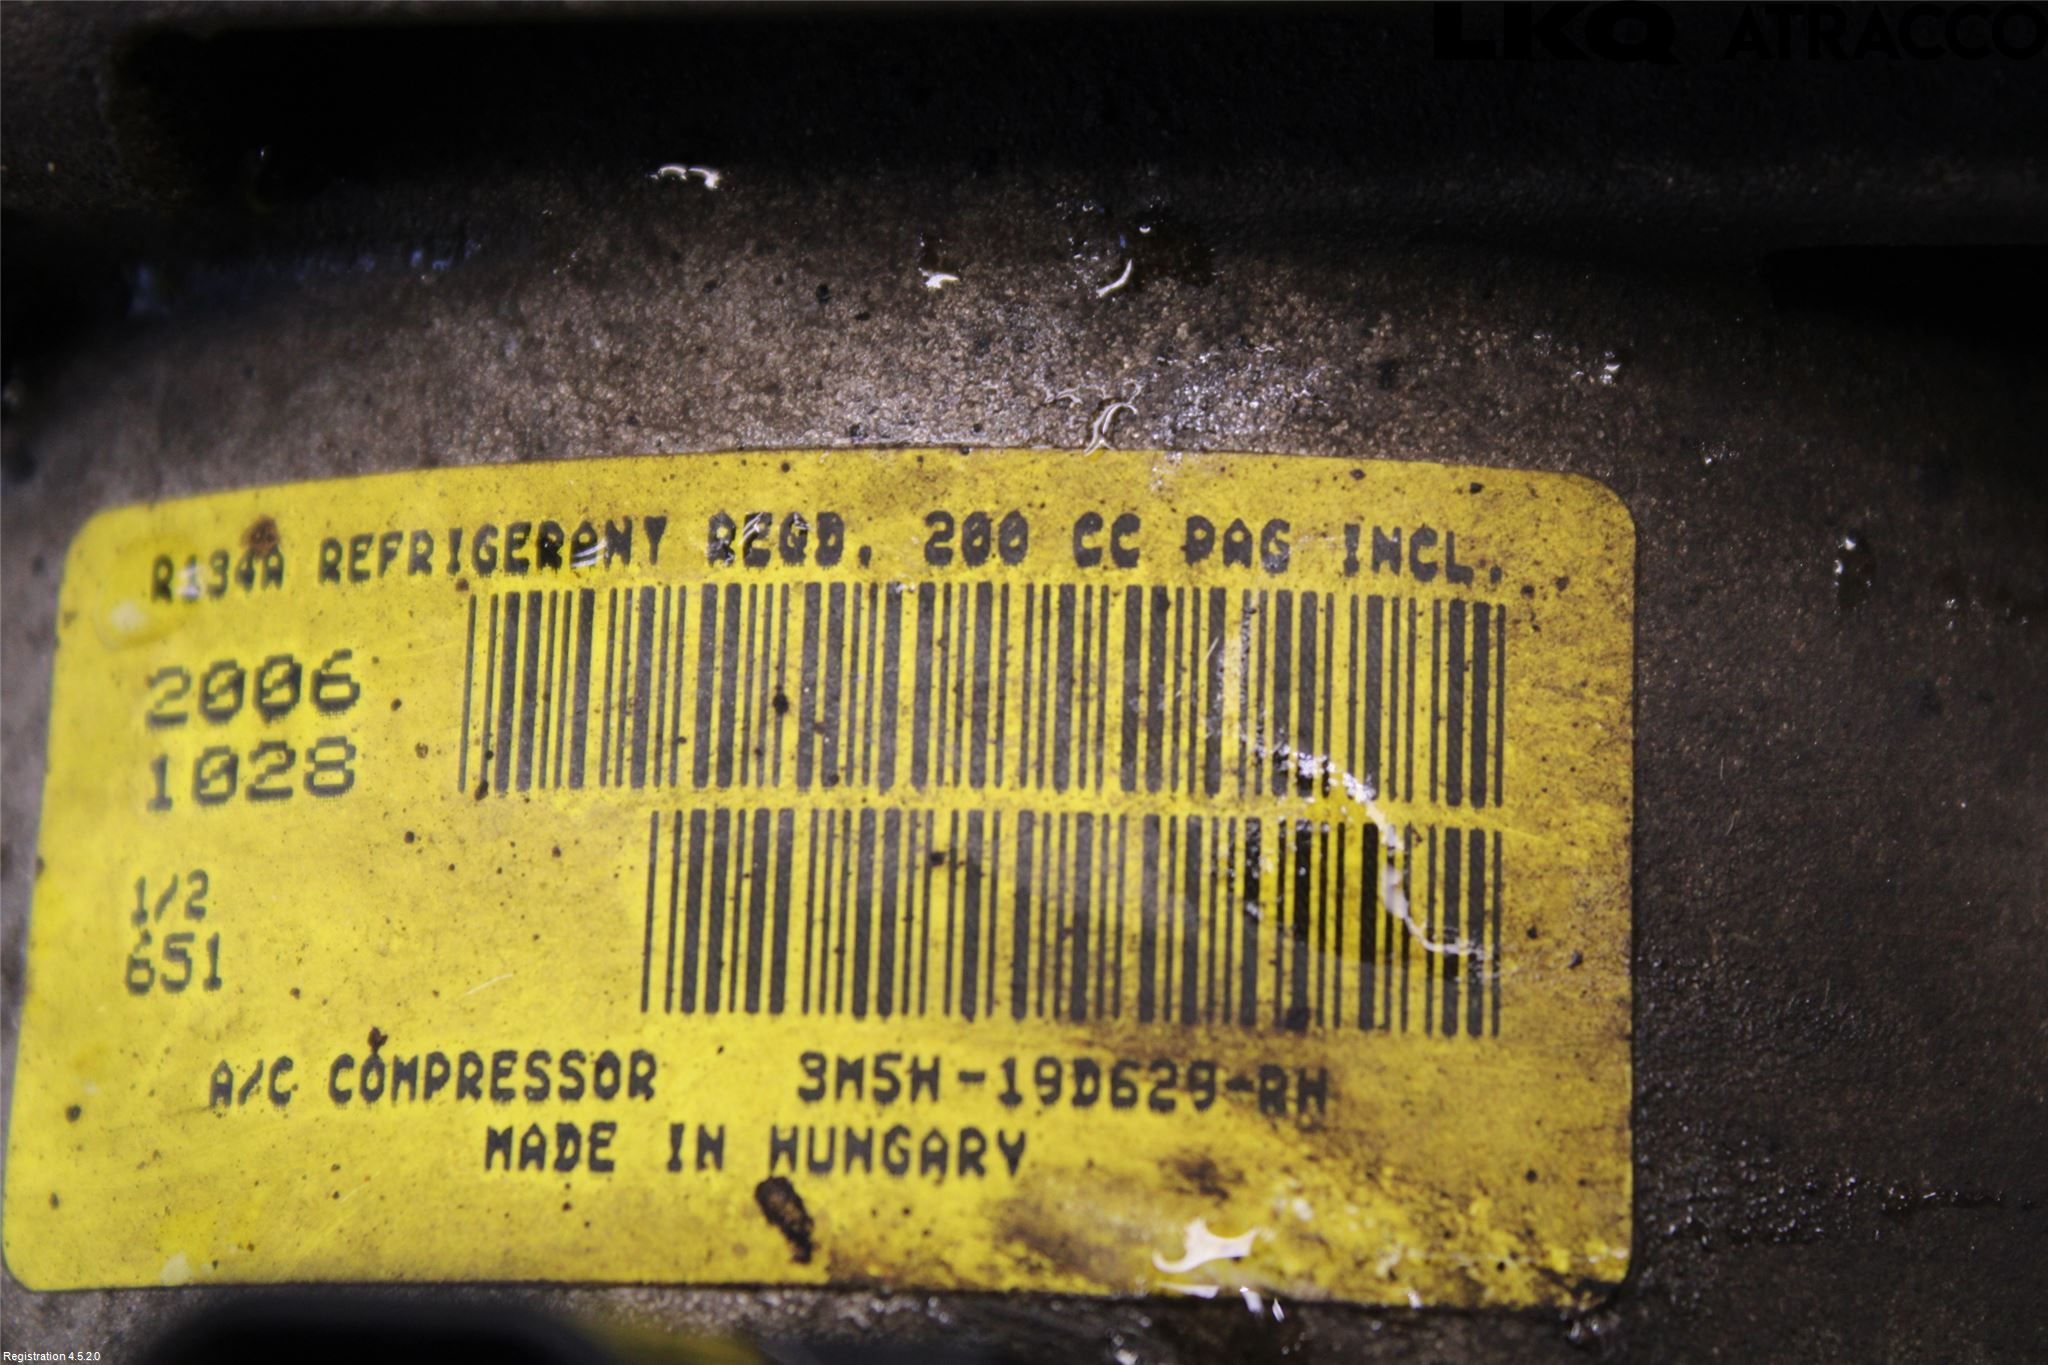 LKQ ATRACCO
R134A REFRIGERANT REQD. 200 CC PAG INCL.
2006
1028
1/2
651
A/C COMPRESSOR 3M5H-19D629-RH
MADE IN HUNGARY
Registration 4.5.2.0